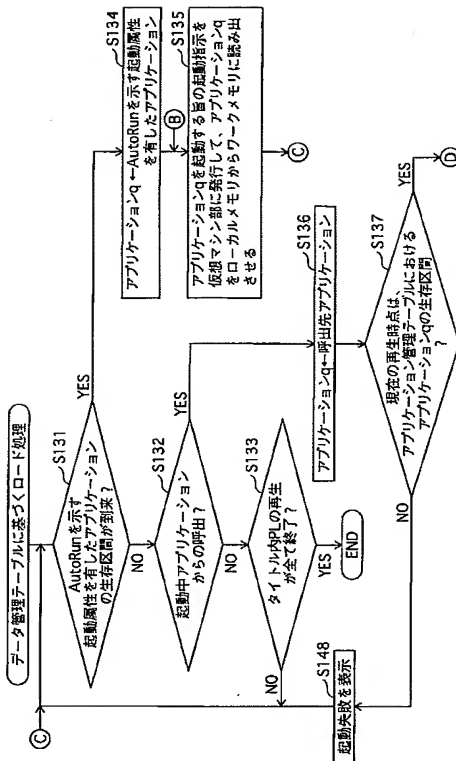 データ管理テーブルに基づくロード処理
C
S131
AutoRunを示す
起動属性を有したアプリケーション
の生存区間が到来？
YES
NO
S134
アプリケーションq ←AutoRunを示す起動属性
を有したアプリケーション
B
S135
アプリケーションqを起動する旨の起動指示を
仮想マシン部に発行して、アプリケーションq
をローカルメモリからワークメモリに読み出
させる
C
S132
起動中アプリケーション
からの呼出？
YES
NO
S133
タイトル内PLの再生
が全て終了？
NO
YES
END
S136
アプリケーションq←呼出先アプリケーション
S137
現在の再生時点は、
アプリケーション管理テーブルにおける
アプリケーションqの生存区間
？
YES
D
NO
S148
起動失敗を表示